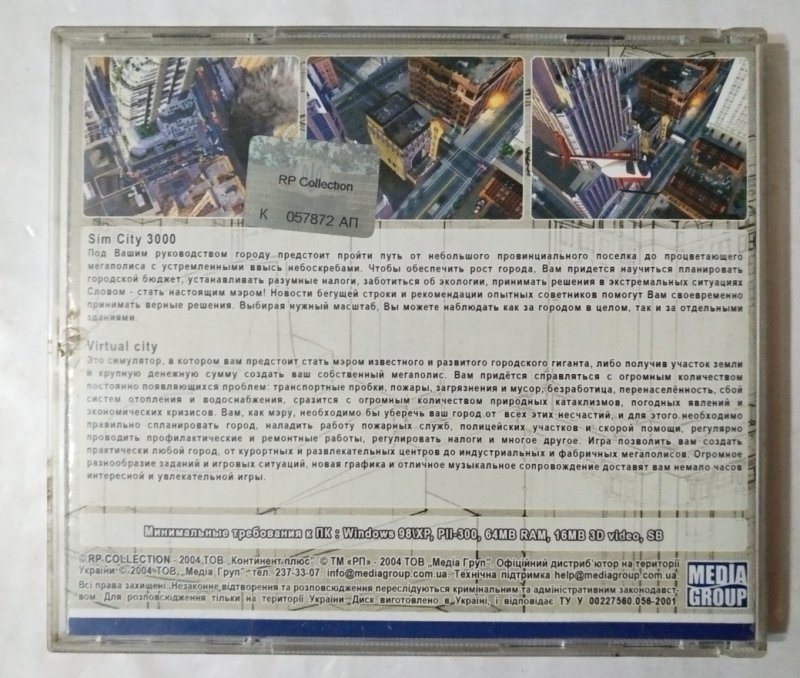 RP Collection
К 057872 АП
Sim City 3000
Под Вашим руководством городу предстоит пройти путь от небольшого провинциального поселка до процветающего
мегаполиса с устремленными ввысь небоскребами. Чтобы обеспечить рост города, Вам придется научиться планировать
городской бюджет, устанавливать разумные налоги, заботиться об экологии, принимать решения в экстремальных ситуациях
Словом - стать настоящим мэром! Новости бегущей строки и рекомендации опытных советников помогут Вам своевременно
принимать верные решения. Выбирая нужный масштаб, Вы можете наблюдать как за городом в целом, так и за отдельными
зданиями.
Virtual city
Это симулятор, в котором вам предстоит стать мэром известного и развитого городского гиганта, либо получив участок земли
и крупную денежную сумму создать ваш собственный мегаполис. Вам придётся справляться с огромным количеством
постоянно появляющихся проблем: транспортные пробки, пожары, загрязнения и мусор, безработица, перенаселённость, сбой
систем отопления и водоснабжения, сразится с огромным количеством природных катаклизмов, погодных явлений и
экономических кризисов. Вам, как мэру, необходимо бы уберечь ваш город от всех этих несчастий, и для этого необходимо
правильно спланировать город, наладить работу пожарных служб, полицейских участков и скорой помощи, регулярно
проводить профилактические и ремонтные работы, регулировать налоги и многое другое. Игра позволить вам создать
практически любой город, от курортных и развлекательных центров до индустриальных и фабричных мегаполисов. Огромное
разнообразие заданий и игровых ситуаций, новая графика и отличное музыкальное сопровождение доставят вам немало часов
интересной и увлекательной игры.
Минимальные требования к ПК : Windows 98\XP, PII-300, 64MB RAM, 16MB 3D video, SB
© RP COLLECTION - 2004 ТОВ „Континент плюс". © ТМ «РП» - 2004 ТОВ „Медіа Груп". Офіційний дистриб'ютор на території
України © 2004 ТОВ „Медіа Груп", тел. 237-33-07 info@mediagroup.com.ua. Технічна підтримка help@mediagroup.com.ua
Всі права захищені. Незаконне відтворення та розповсюдження переслідуються кримінальним та адміністративним законодавст-
вом. Для розповсюдження тільки на території України. Диск виготовлено в Україні і відповідає ТУ У 00227560.056-2001
MEDIA
GROUP